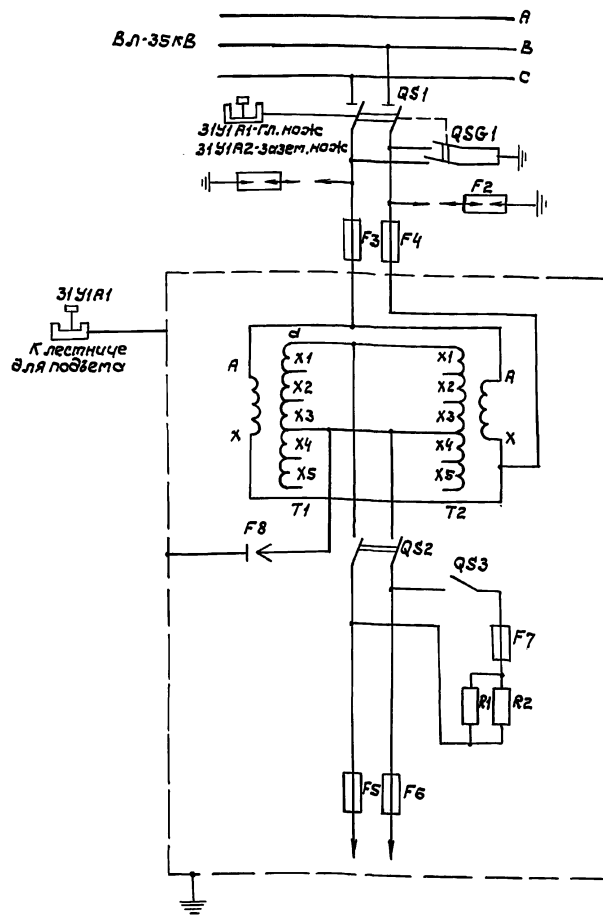 A
ВЛ-35кВ
B
C
QS1
31У1А1-Гл. нож
31У1А2-Зазем. нож
QSG1
F2
F3
F4
31У1А1
К лестнице
для подъема
a
X1
X1
A
X2
X2
A
X3
X3
X
X4
X4
X
X5
X5
T1
T2
F8
QS2
QS3
F7
R1
R2
F5
F6